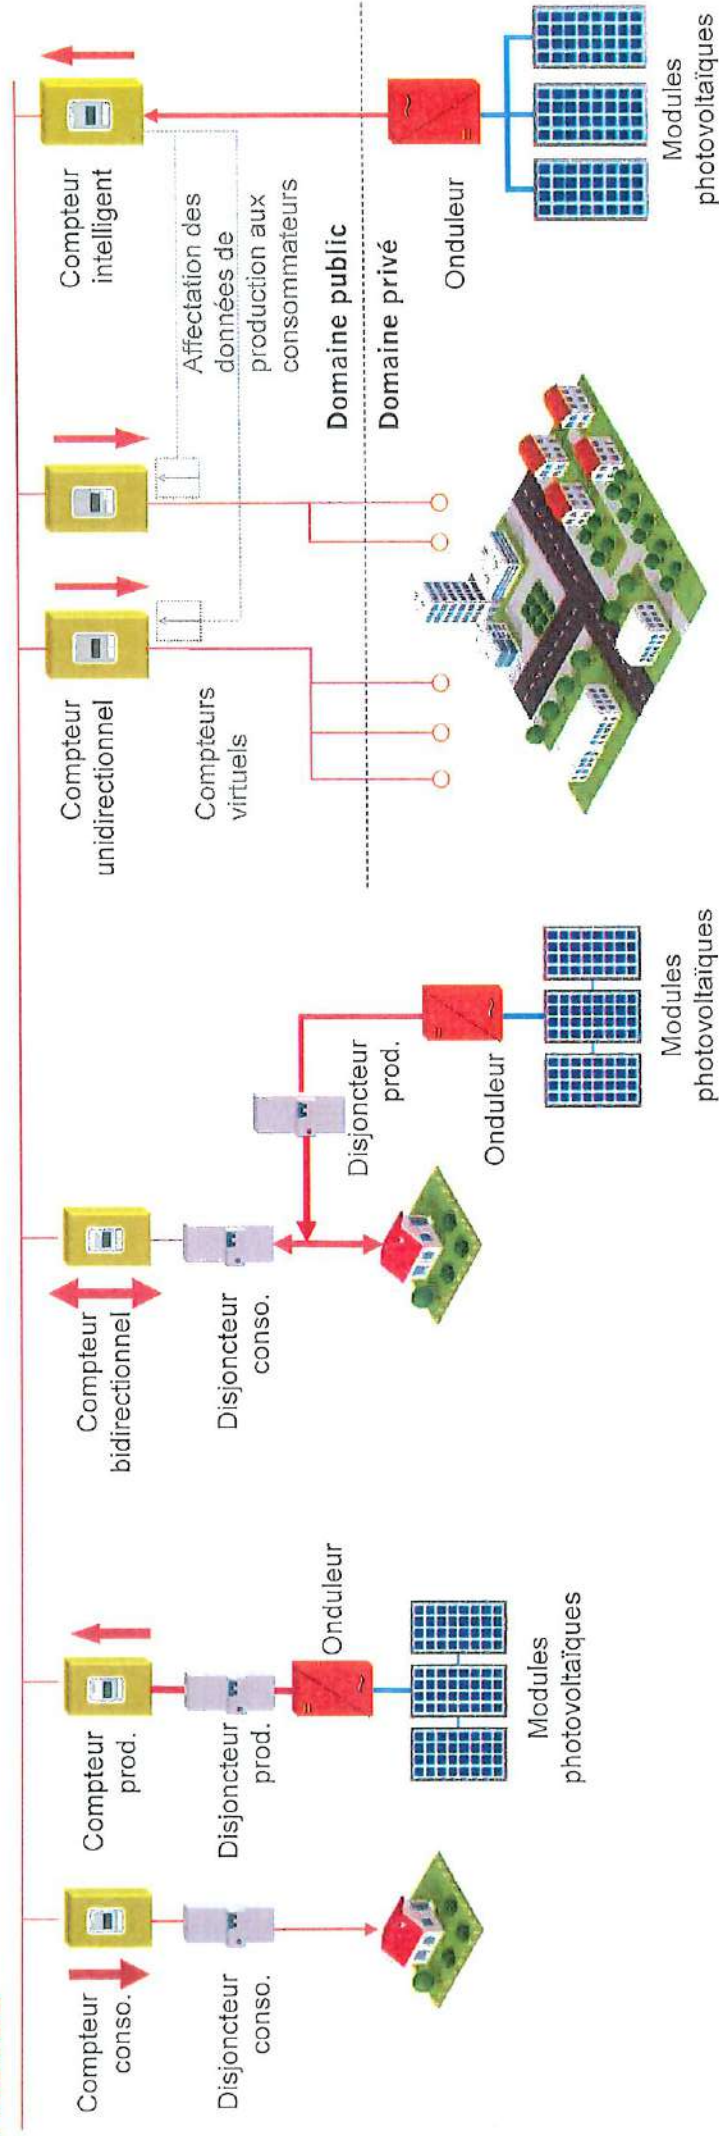 Compteur
conso.
Disjoncteur
conso.
Compteur
prod.
Disjoncteur
prod.
Onduleur
Modules
photovoltaïques
Compteur
bidirectionnel
Disjoncteur
conso.
Disjoncteur
prod.
Onduleur
Modules
photovoltaïques
Compteur
unidirectionnel
Compteurs
virtuels
Compteur
intelligent
Affectation des
données de
production aux
consommateurs
Domaine public
Domaine privé
Onduleur
Modules
photovoltaïques